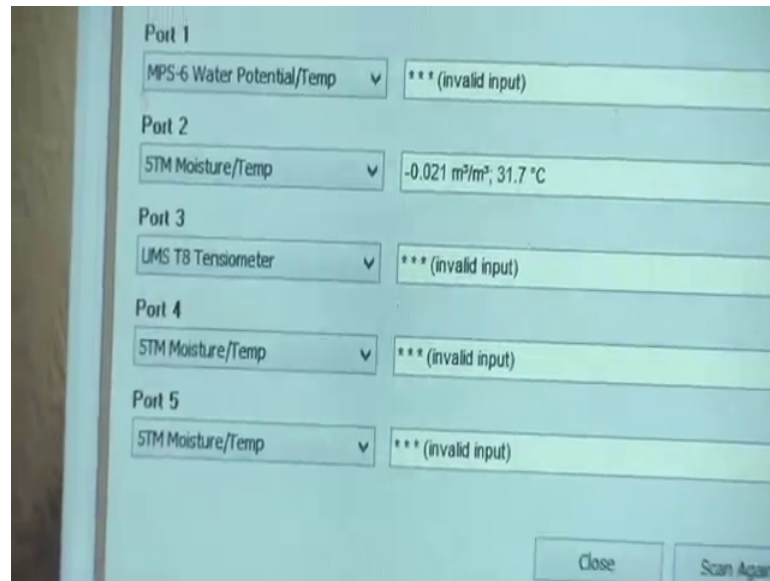 Port 1
MPS-6 Water Potential/Temp
* * * (invalid input)
Port 2
5TM Moisture/Temp
-0.021 m³/m³; 31.7 °C
Port 3
UMS T8 Tensiometer
* * * (invalid input)
Port 4
5TM Moisture/Temp
* * * (invalid input)
Port 5
5TM Moisture/Temp
* * * (invalid input)
Close
Scan Again